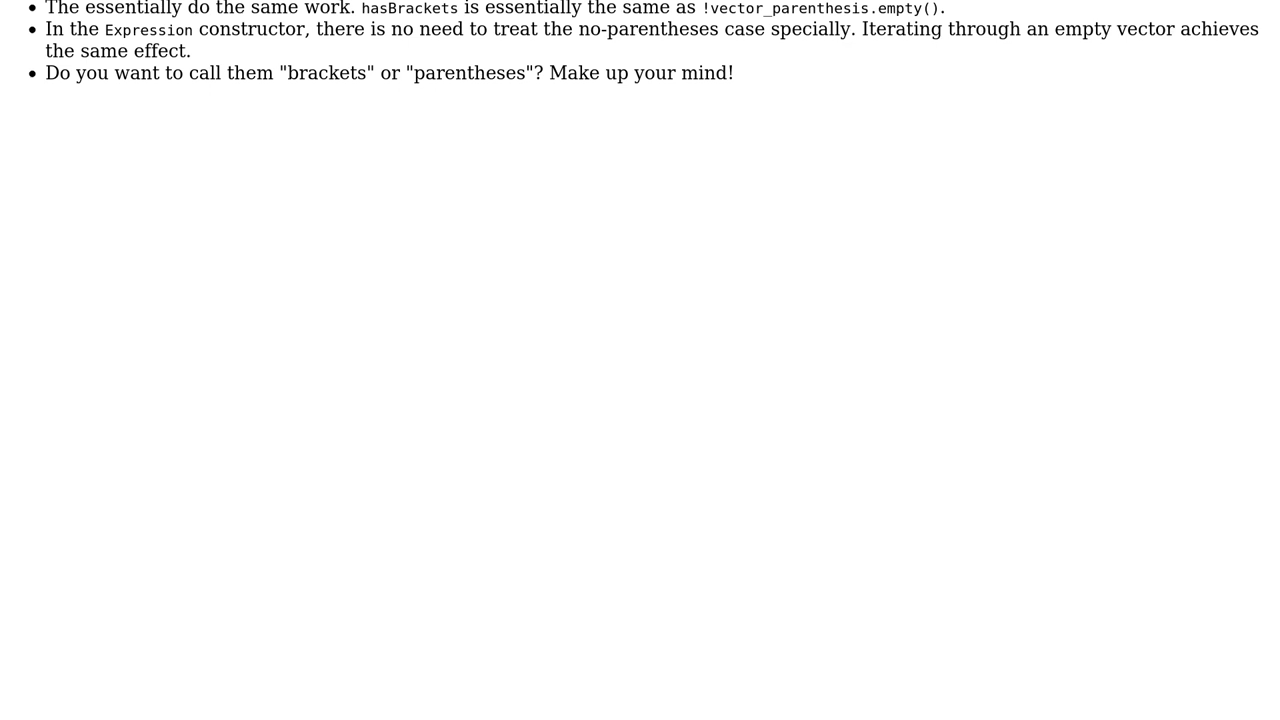 • The essentially do the same work. hasBrackets is essentially the same as !vector_parenthesis.empty().
• In the Expression constructor, there is no need to treat the no-parentheses case specially. Iterating through an empty vector achieves
the same effect.
• Do you want to call them "brackets" or "parentheses"? Make up your mind!